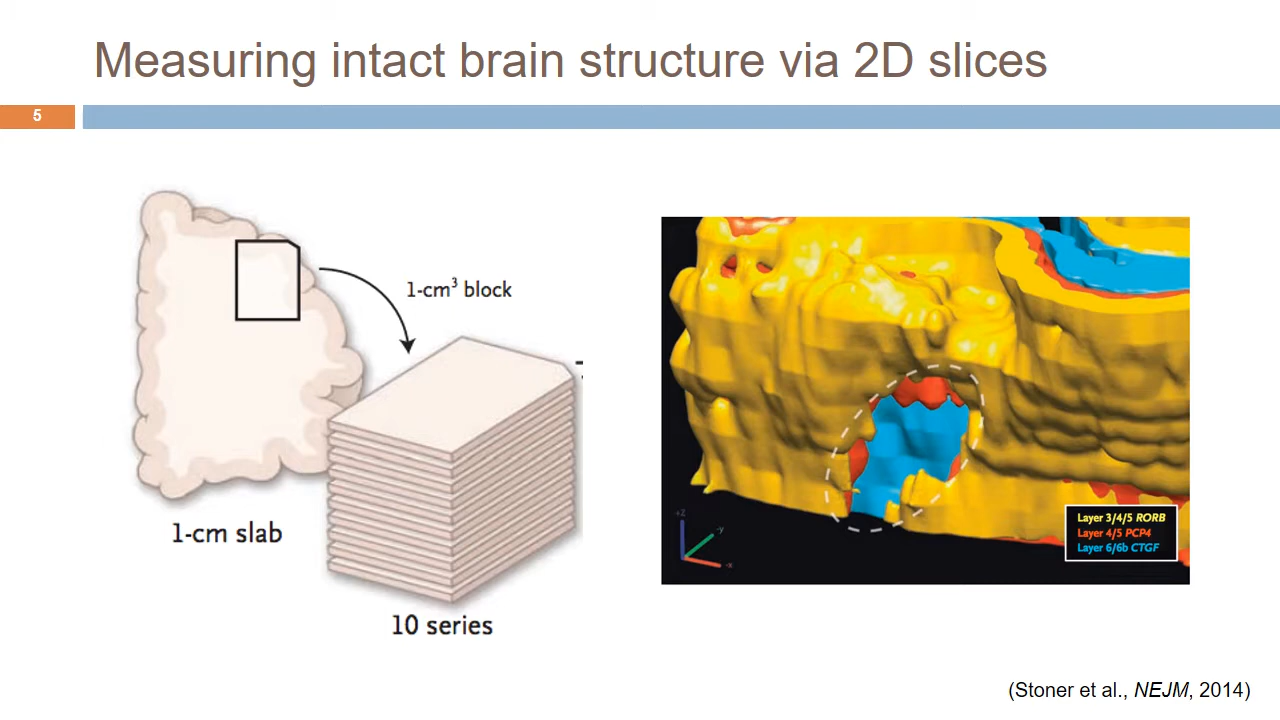 Measuring intact brain structure via 2D slices
5
1-cm³ block
1-cm slab
10 series
+Z
-y
-x
Layer 3/4/5 RORB
Layer 4/5 PCP4
Layer 6/6b CTGF
(Stoner et al., NEJM, 2014)